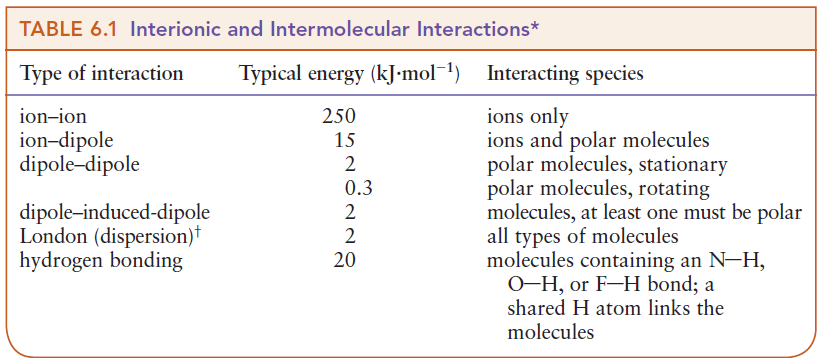 TABLE 6.1 Interionic and Intermolecular Interactions*
Type of interaction Typical energy (kJ·mol⁻¹) Interacting species
ion–ion 250 ions only
ion–dipole 15 ions and polar molecules
dipole–dipole 2 polar molecules, stationary
0.3 polar molecules, rotating
dipole–induced-dipole 2 molecules, at least one must be polar
London (dispersion)† 2 all types of molecules
hydrogen bonding 20 molecules containing an N—H,
O—H, or F—H bond; a
shared H atom links the
molecules